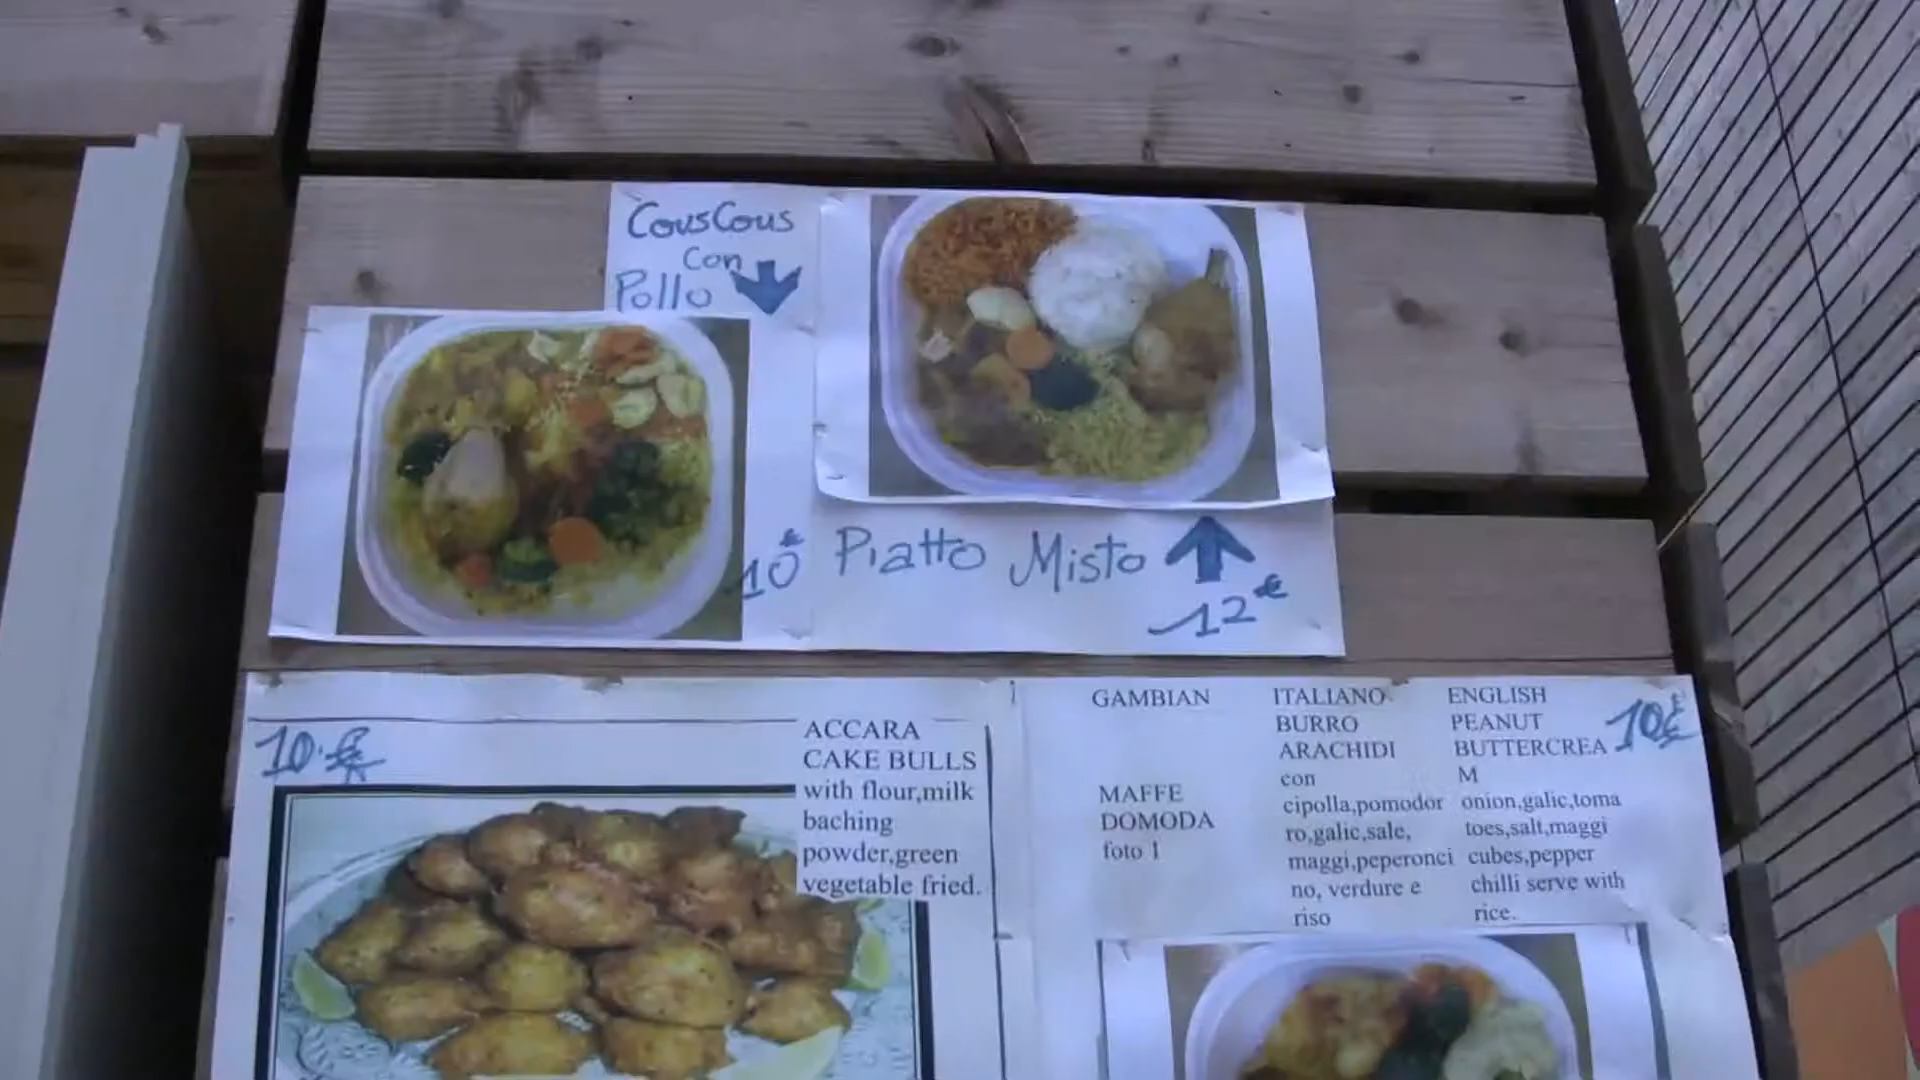 CousCous
con
Pollo
10€
Piatto Misto
12€
10.€
ACCARA
CAKE BULLS
with flour,milk
baching
powder,green
vegetable fried.
GAMBIAN
MAFFE
DOMODA
foto 1
ITALIANO
BURRO
ARACHIDI
con
cipolla,pomodor
ro,galic,sale,
maggi,peperonci
no, verdure e
riso
ENGLISH
PEANUT
BUTTERCREA
M
onion,galic,toma
toes,salt,maggi
cubes,pepper
chilli serve with
rice.
10€